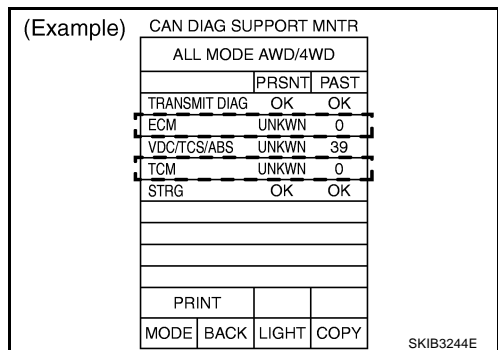 (Example) CAN DIAG SUPPORT MNTR
ALL MODE AWD/4WD
PRSNT PAST
TRANSMIT DIAG OK OK
ECM UNKWN 0
VDC/TCS/ABS UNKWN 39
TCM UNKWN 0
STRG OK OK
PRINT
MODE BACK LIGHT COPY
SKIB3244E